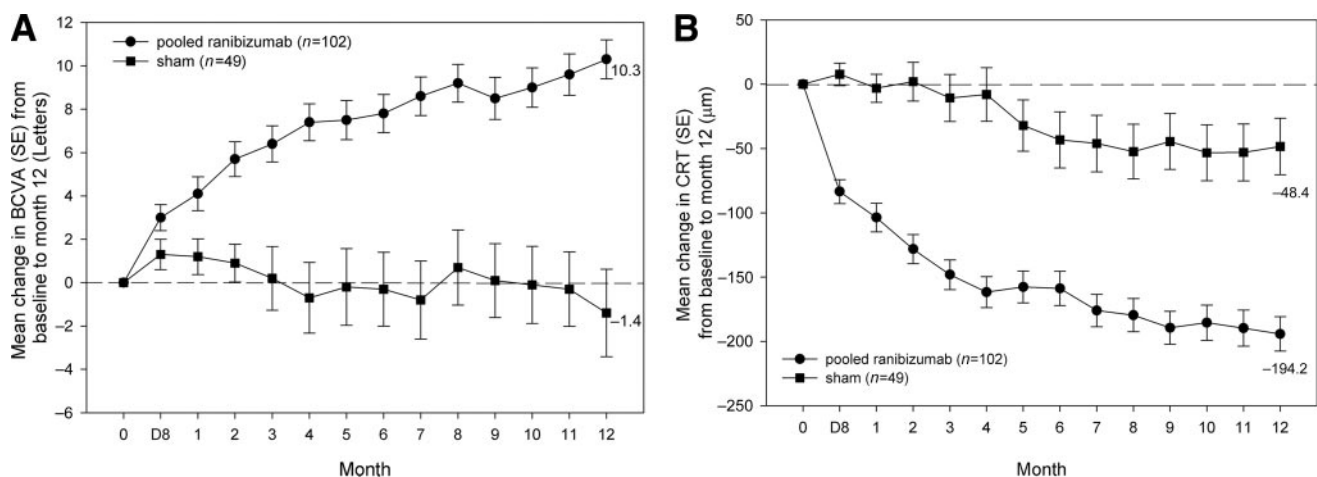 A
pooled ranibizumab (n=102)
sham (n=49)
Mean change in BCVA (SE) from
baseline to month 12 (Letters)
12
10
8
6
4
2
0
−2
−4
−6
10.3
−1.4
0 D8 1 2 3 4 5 6 7 8 9 10 11 12
Month
B
Mean change in CRT (SE)
from baseline to month 12 (μm)
50
0
−50
−100
−150
−200
−250
−48.4
−194.2
pooled ranibizumab (n=102)
sham (n=49)
0 D8 1 2 3 4 5 6 7 8 9 10 11 12
Month